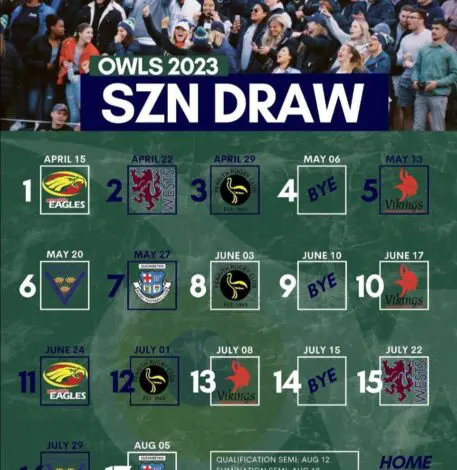 OWLS 2023
SZN DRAW
APRIL 15
APRIL 22
APRIL 29
MAY 06
MAY 13
1
EAGLES
2
WESTS
3
4
BYE
5
Vikings
MAY 20
MAY 27
JUNE 03
JUNE 10
JUNE 17
6
7
8
9
BYE
10
Vikings
JUNE 24
JULY 01
JULY 08
JULY 15
JULY 22
11
EAGLES
12
13
Vikings
14
BYE
15
WESTS
JULY 29
AUG 05
QUALIFICATION SEMI: AUG 12
HOME